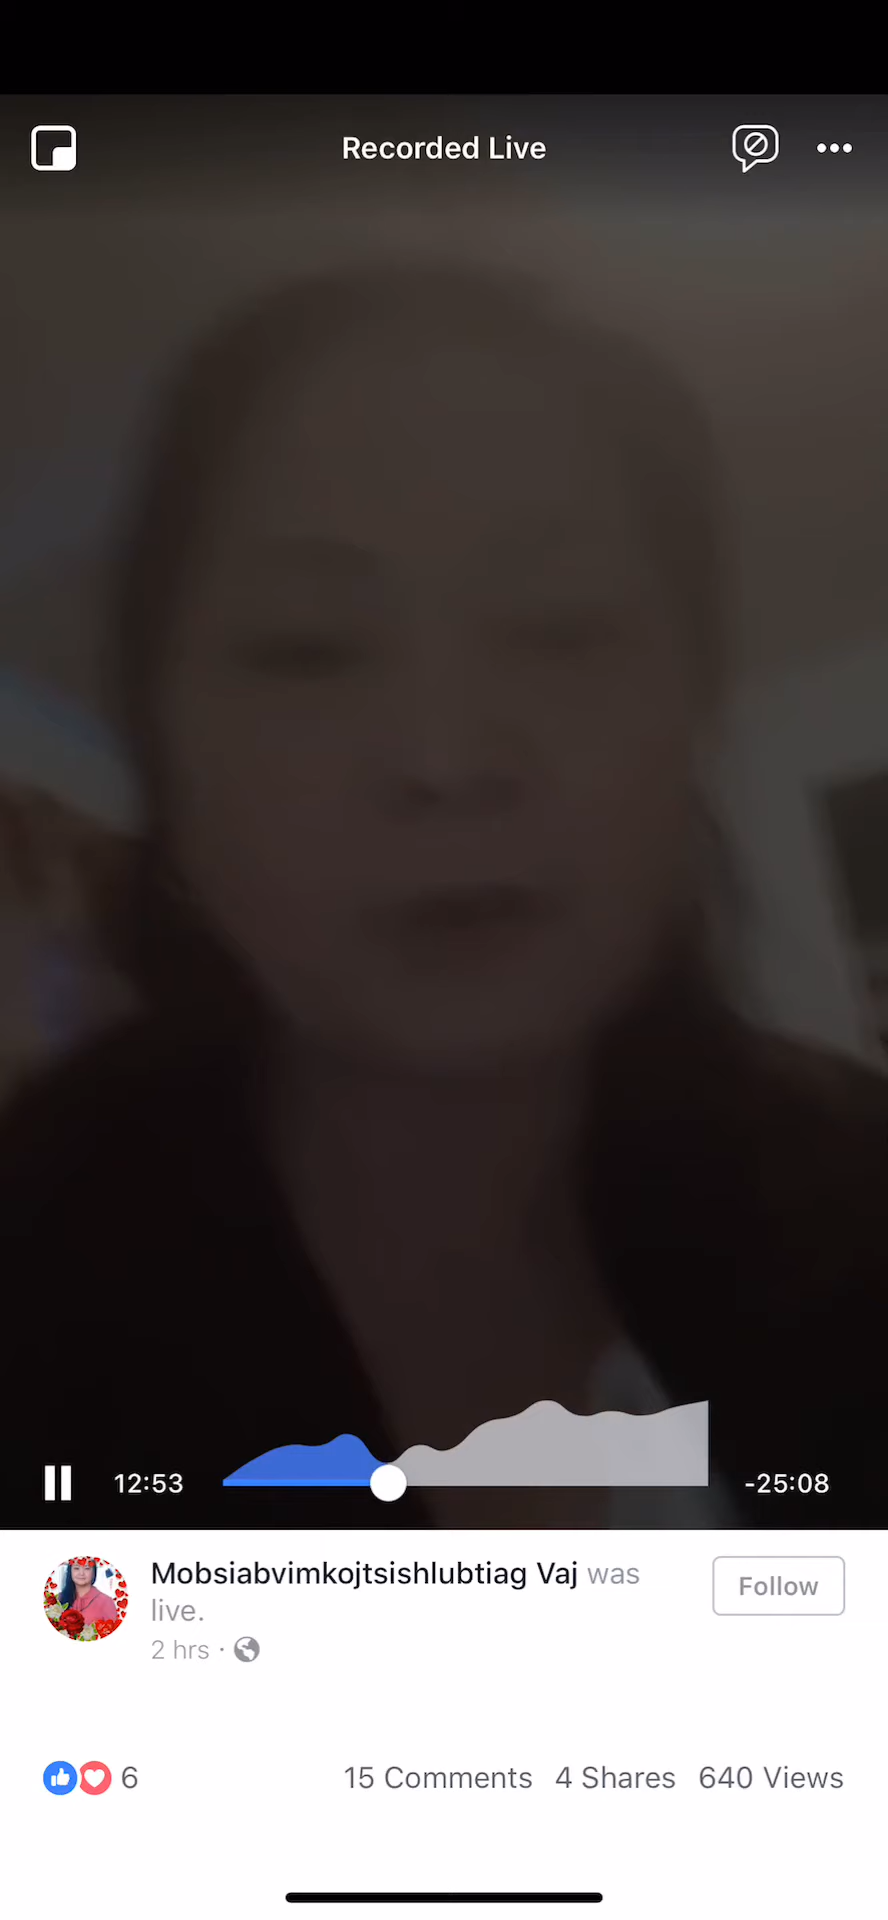 Recorded Live
12:53
-25:08
Mobsiabvimkojtsishlubtiag Vaj was
live.
Follow
2 hrs ·
6
15 Comments 4 Shares 640 Views